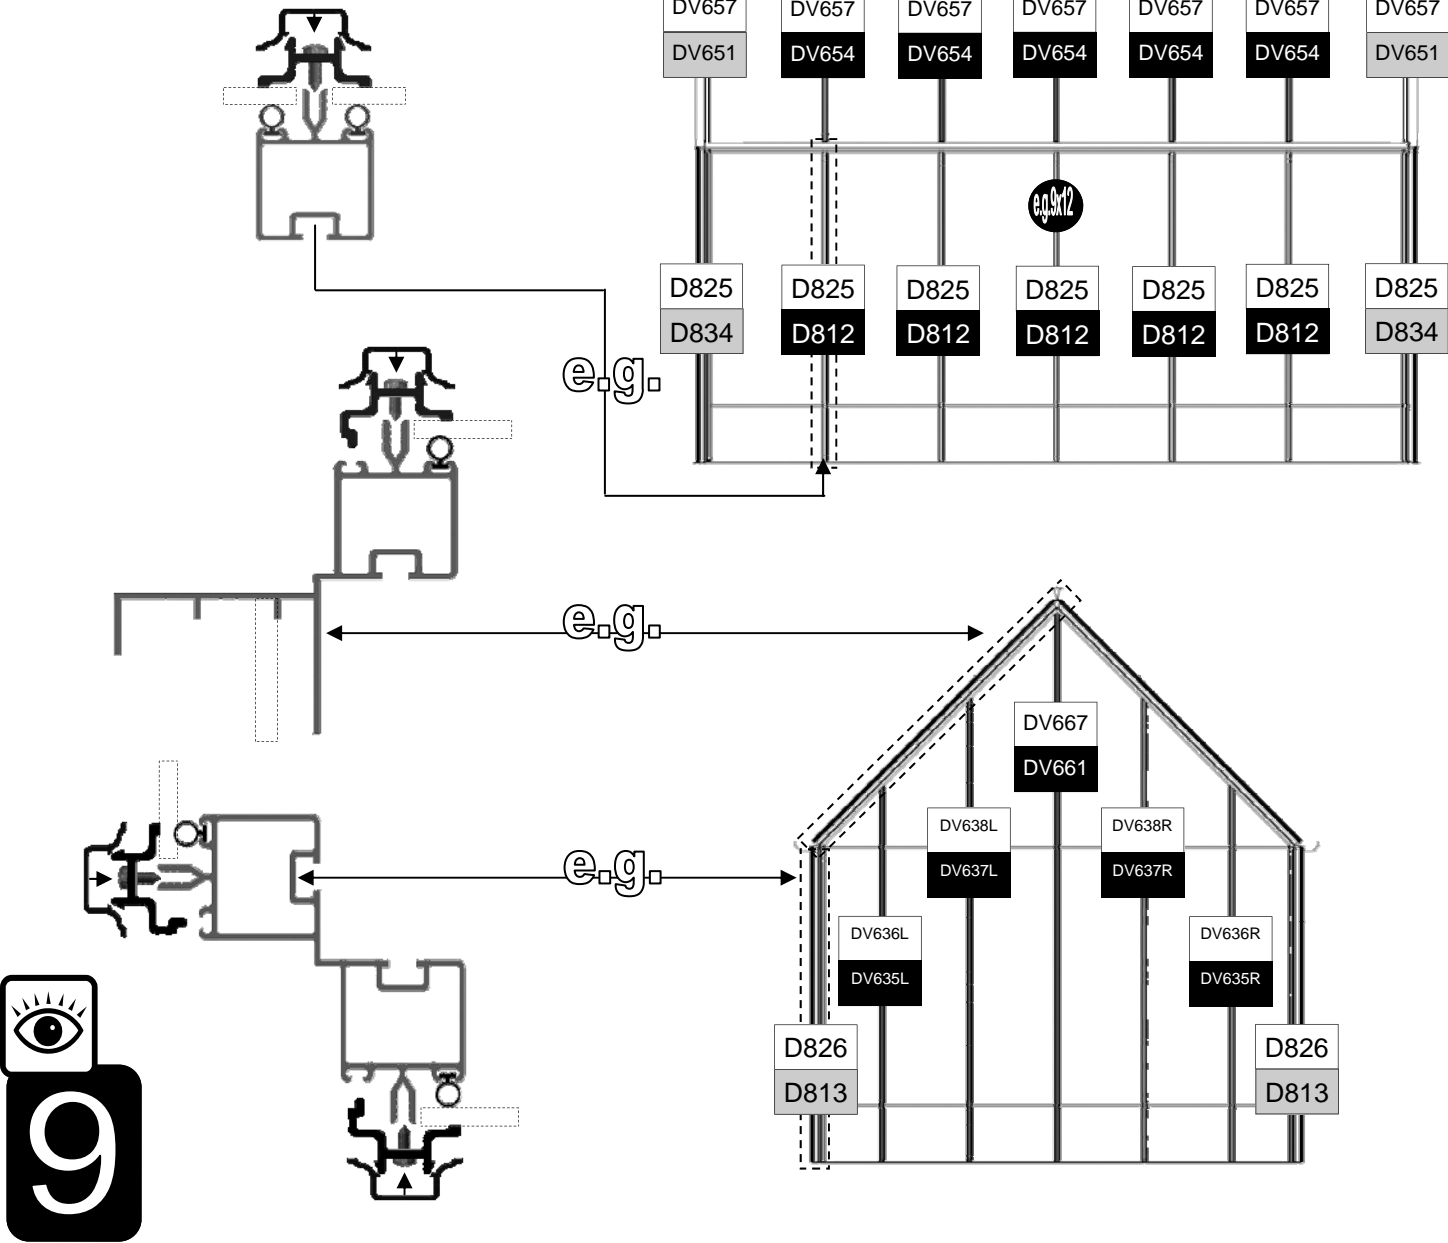 DV657 DV657 DV657 DV657 DV657 DV657 DV657
DV651 DV654 DV654 DV654 DV654 DV654 DV651
e.g.9x12
D825 D825 D825 D825 D825 D825 D825
D834 D812 D812 D812 D812 D812 D834
e.g.
e.g.
DV667
DV661
DV638L DV638R
DV637L DV637R
e.g.
DV636L DV636R
DV635L DV635R
D826 D826
D813 D813
9